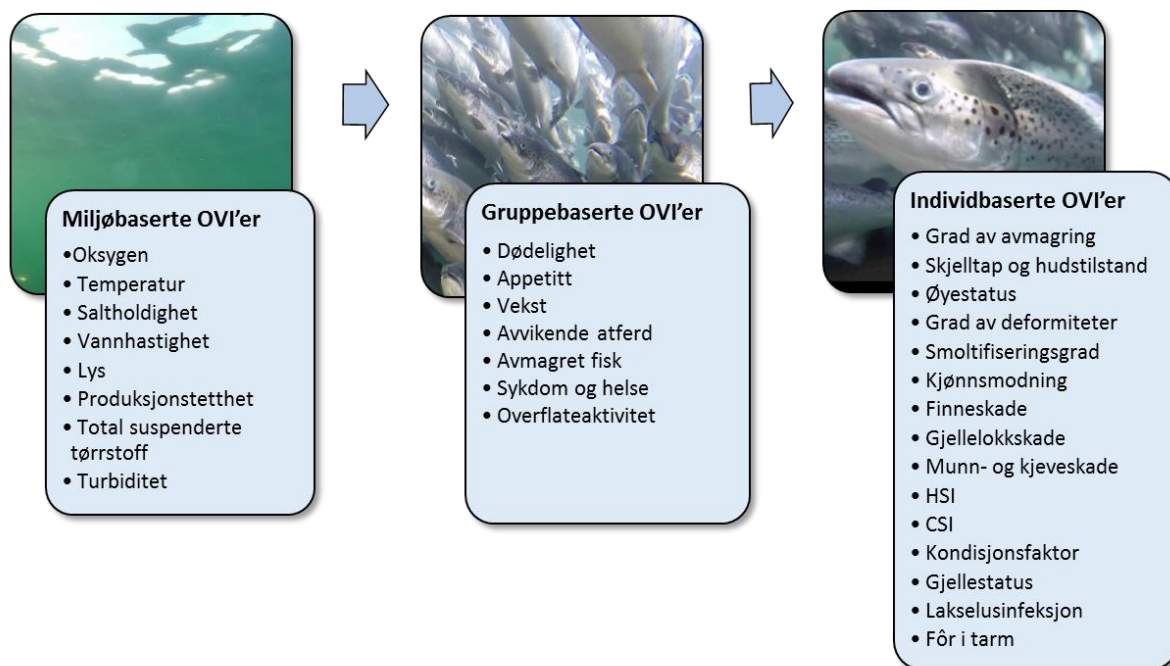 Miljøbaserte OVI’er
•Oksygen
• Temperatur
• Saltholdighet
• Vannhastighet
• Lys
• Produksjonstetthet
• Total suspenderte
tørrstoff
• Turbiditet
Gruppebaserte OVI’er
• Dødelighet
• Appetitt
• Vekst
• Avvikende atferd
• Avmagret fisk
• Sykdom og helse
• Overflateaktivitet
Individbaserte OVI’er
• Grad av avmagring
• Skjelltap og hudstilstand
• Øyestatus
• Grad av deformiteter
• Smoltifiseringsgrad
• Kjønnsmodning
• Finneskade
• Gjellelokkskade
• Munn- og kjeveskade
• HSI
• CSI
• Kondisjonsfaktor
• Gjellestatus
• Lakselusinfeksjon
• Fôr i tarm